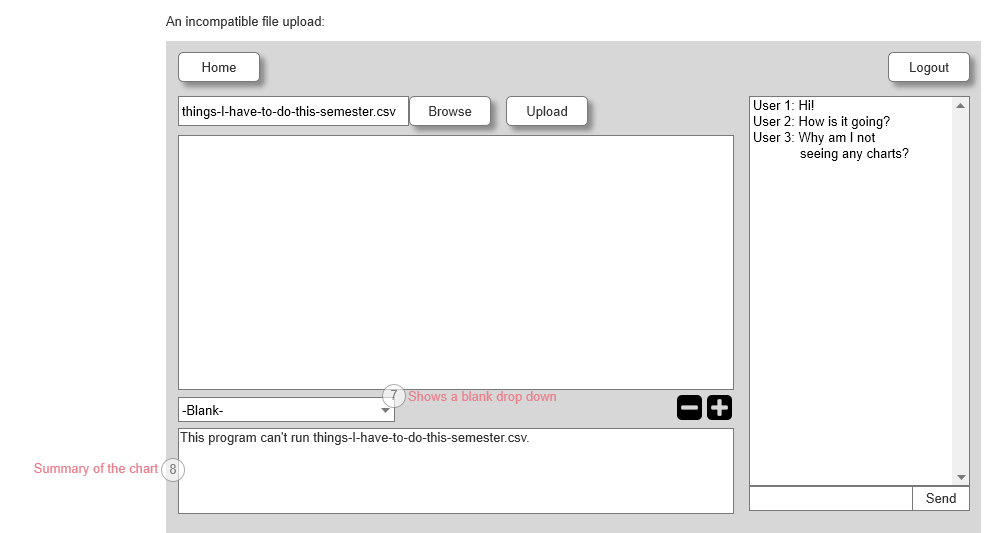 An incompatible file upload:
Home
Logout
things-I-have-to-do-this-semester.csv
Browse
Upload
User 1: Hi!
User 2: How is it going?
User 3: Why am I not
seeing any charts?
7
Shows a blank drop down
-Blank-
This program can't run things-I-have-to-do-this-semester.csv.
Summary of the chart
8
Send